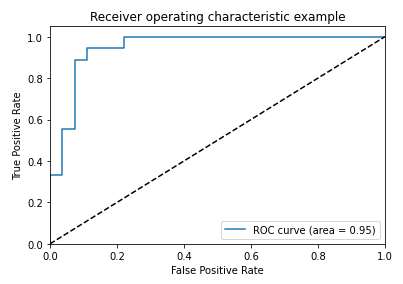 Receiver operating characteristic example
True Positive Rate
1.0
0.8
0.6
0.4
0.2
0.0
ROC curve (area = 0.95)
0.0 0.2 0.4 0.6 0.8 1.0
False Positive Rate